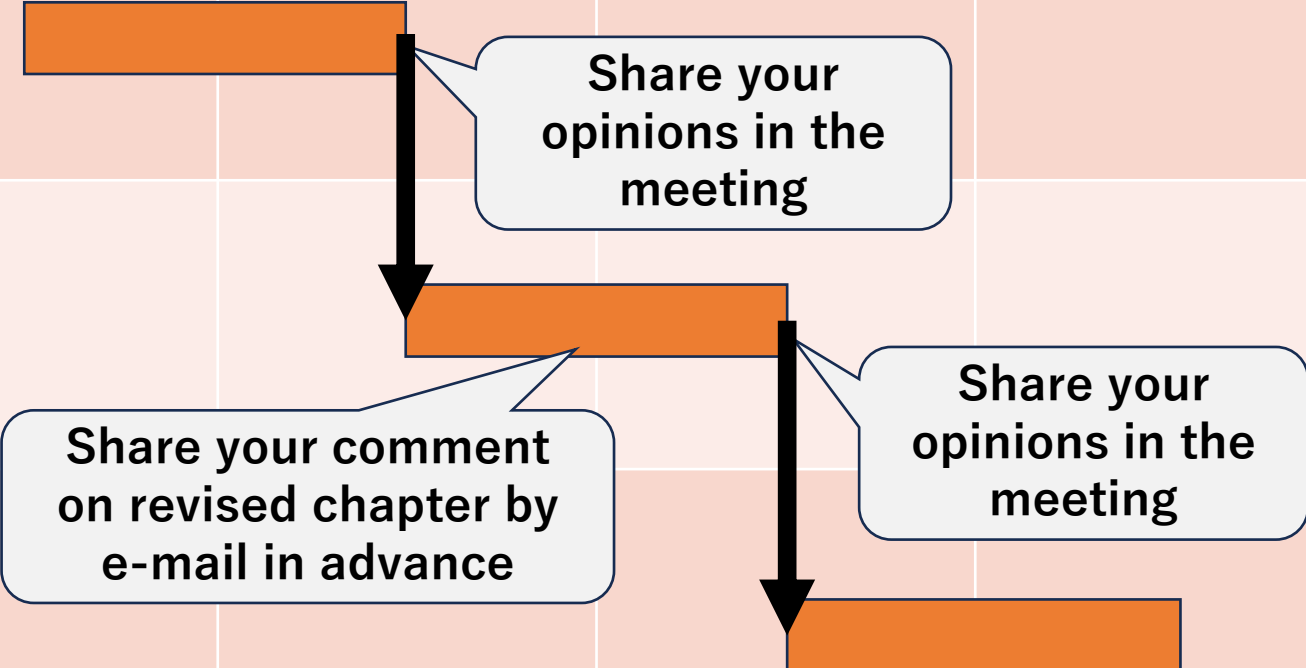 Share your
opinions in the
meeting
Share your comment
on revised chapter by
e-mail in advance
Share your
opinions in the
meeting